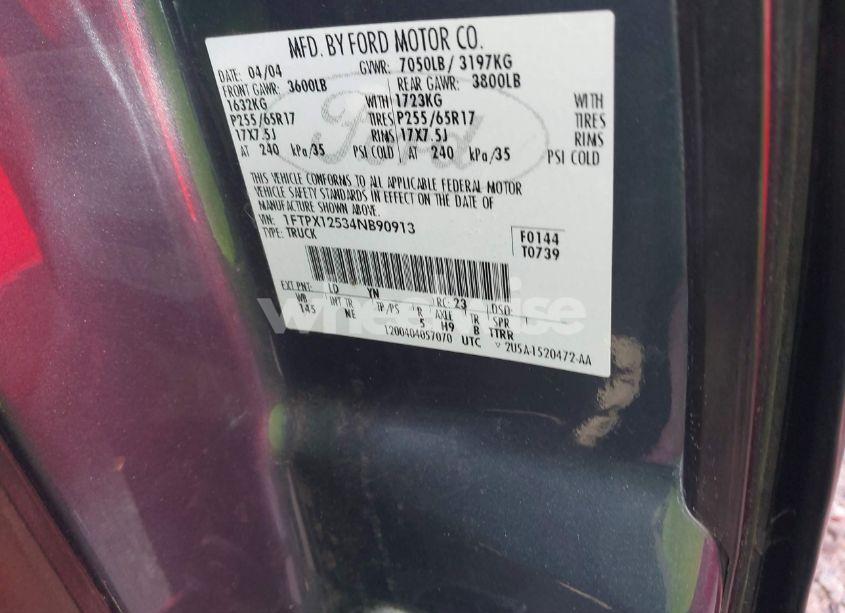 MFD. BY FORD MOTOR CO.
DATE: 04/04 GVWR: 7050LB / 3197KG
FRONT GAWR: 3600LB REAR GAWR: 3800LB
1632KG WITH 1723KG WITH
P255/65R17 TIRES P255/65R17 TIRES
17X7.5J RIMS 17X7.5J RIMS
AT 240 kPa/35 PSI COLD AT 240 kPa/35 PSI COLD
THIS VEHICLE CONFORMS TO ALL APPLICABLE FEDERAL MOTOR
VEHICLE SAFETY STANDARDS IN EFFECT ON THE DATE OF
MANUFACTURE SHOWN ABOVE.
VIN: 1FTPX12534NB90913
TYPE: TRUCK
F0144
T0739
EXT PNT: LD YN RC: 23 DSO:
WB INT TR TP/PS R AXLE TR SPR
145 NE 5 H9 B TTRR
1200404057070 UTC
2U5A-1520472-AA
Ford